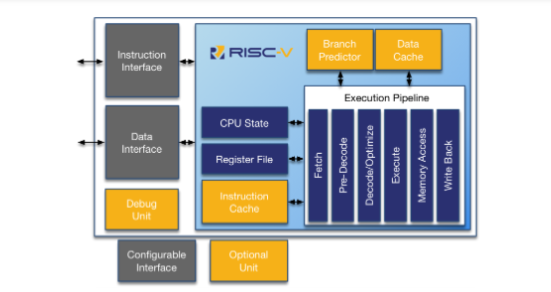 Instruction
Interface
Data
Interface
Debug
Unit
RISC-V
Branch
Predictor
Data
Cache
CPU State
Register File
Instruction
Cache
Execution Pipeline
Fetch
Pre-Decode
Decode/Optimize
Execute
Memory Access
Write Back
Configurable
Interface
Optional
Unit